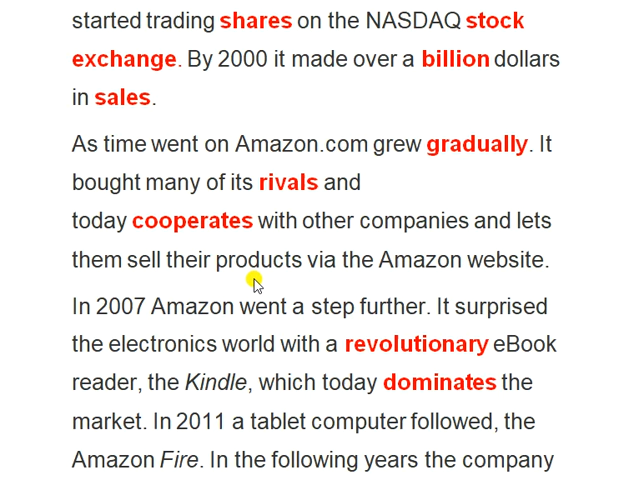 started trading shares on the NASDAQ stock
exchange. By 2000 it made over a billion dollars
in sales.
As time went on Amazon.com grew gradually. It
bought many of its rivals and
today cooperates with other companies and lets
them sell their products via the Amazon website.
In 2007 Amazon went a step further. It surprised
the electronics world with a revolutionary eBook
reader, the Kindle, which today dominates the
market. In 2011 a tablet computer followed, the
Amazon Fire. In the following years the company